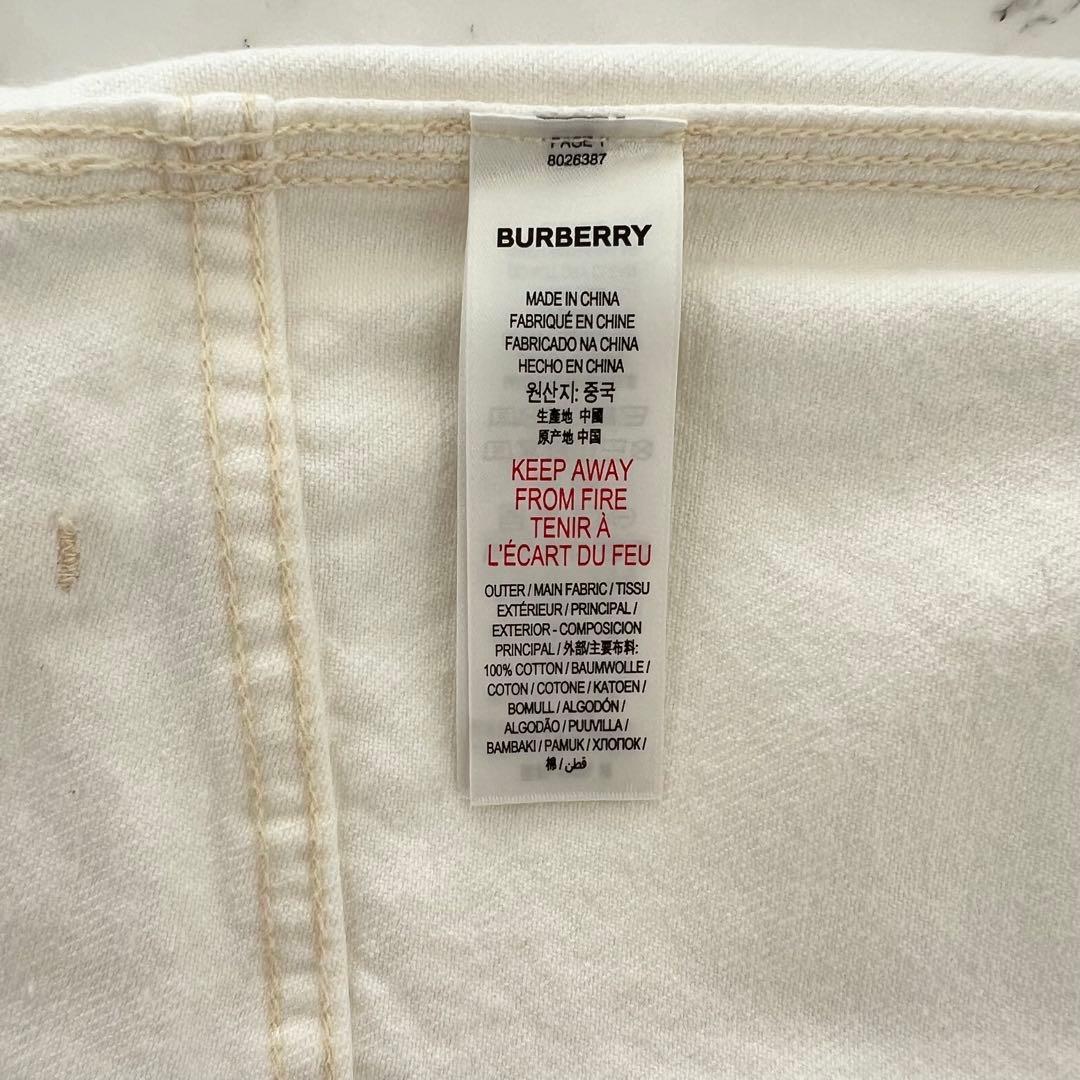 PAGE 1
8026387
BURBERRY
MADE IN CHINA
FABRIQUÉ EN CHINE
FABRICADO NA CHINA
HECHO EN CHINA
원산지: 중국
生產地 中國
原产地 中国
KEEP AWAY
FROM FIRE
TENIR À
L'ÉCART DU FEU
OUTER / MAIN FABRIC / TISSU
EXTÉRIEUR / PRINCIPAL /
EXTERIOR - COMPOSICION
PRINCIPAL / 外部/主要布料:
100% COTTON / BAUMWOLLE /
COTON / COTONE / KATOEN /
BOMULL / ALGODÓN /
ALGODÃO / PUUVILLA /
BAMBAKI / PAMUK / ХЛОПОК /
棉 / قطن